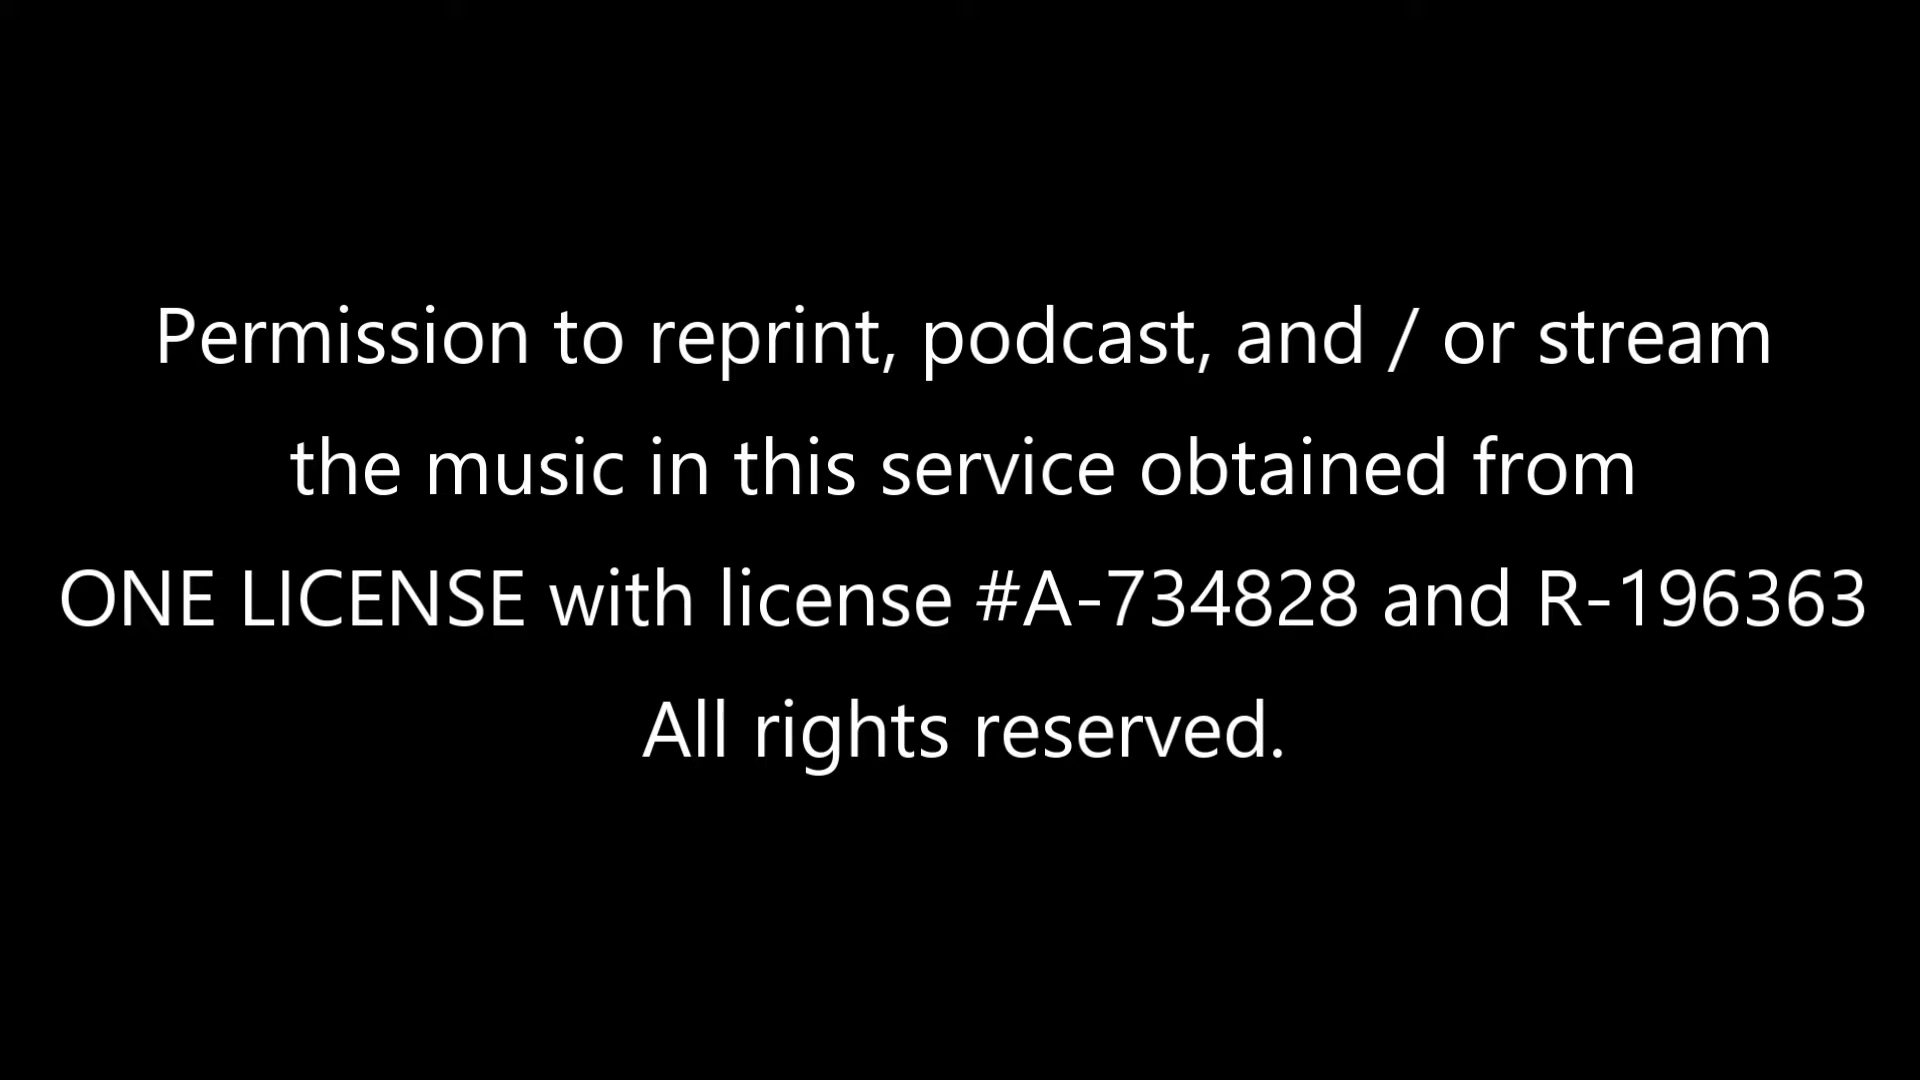 Permission to reprint, podcast, and / or stream
the music in this service obtained from
ONE LICENSE with license #A-734828 and R-196363
All rights reserved.